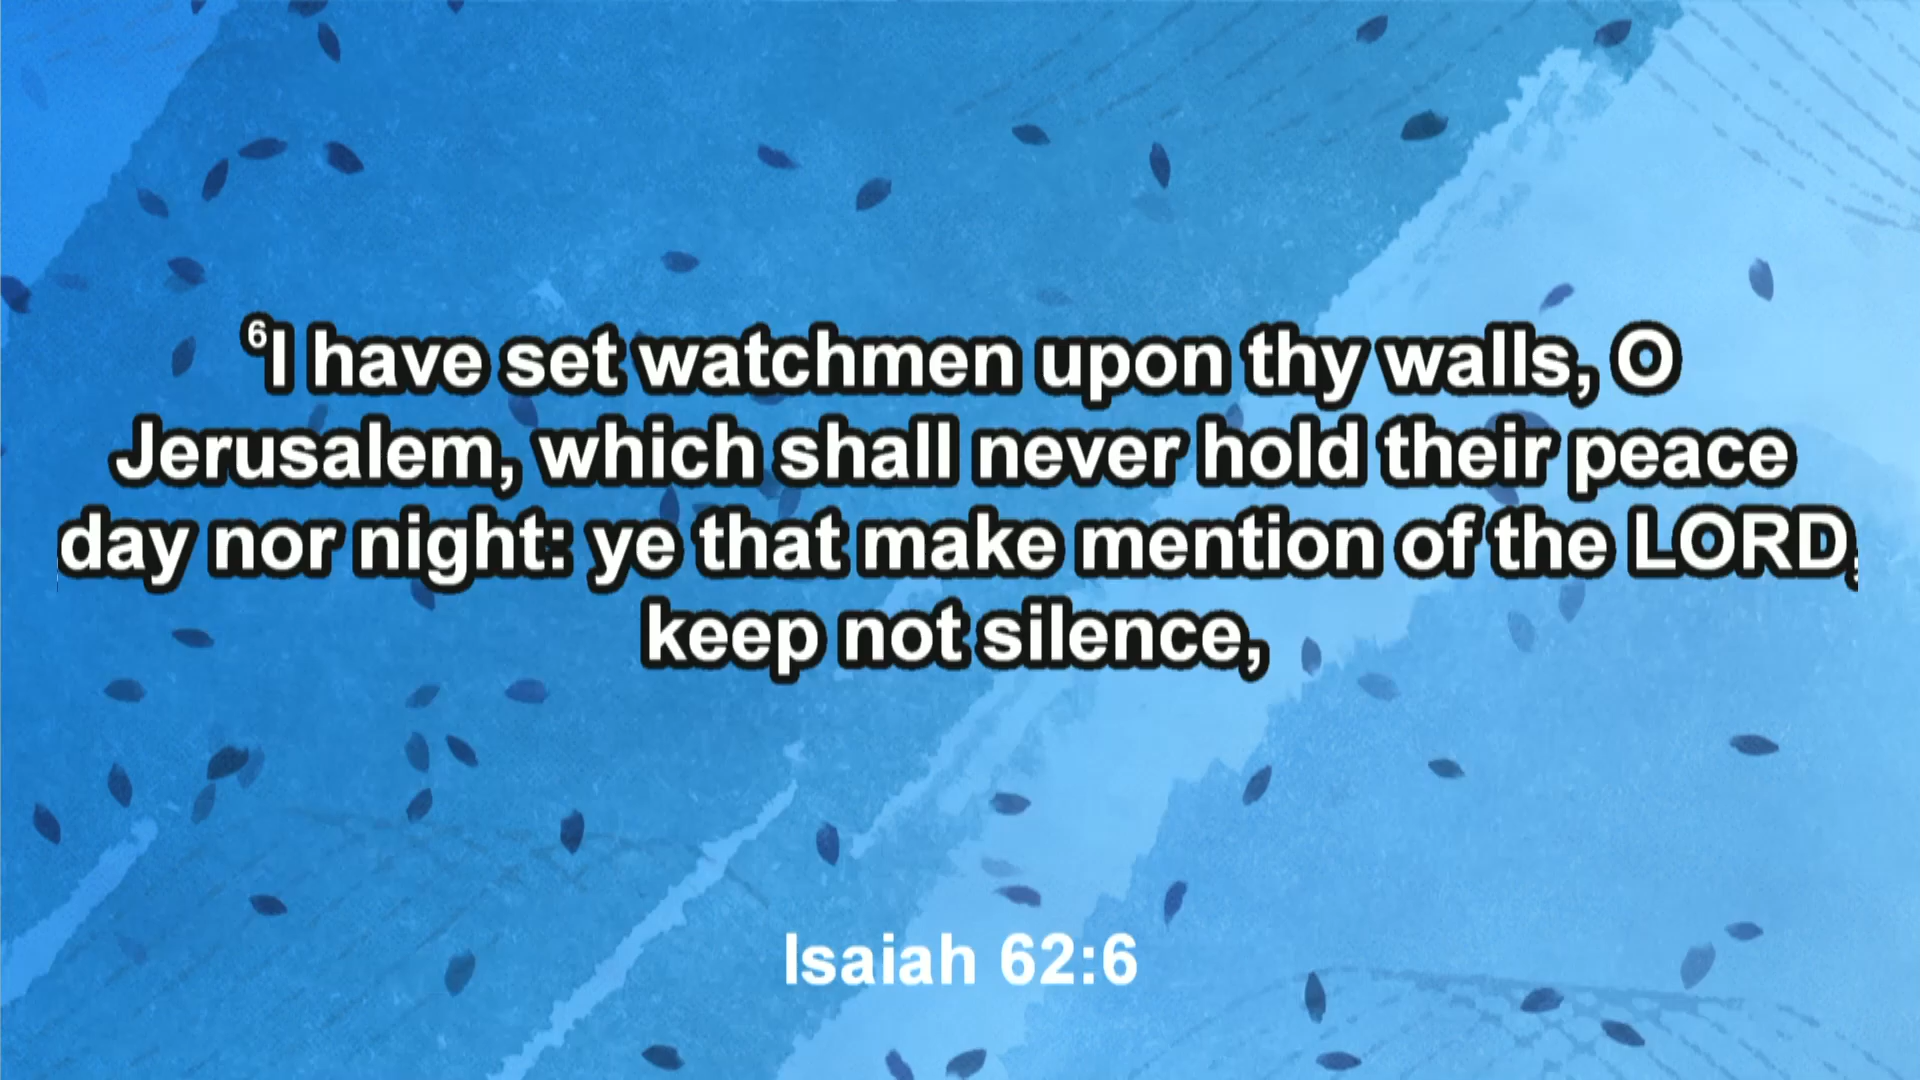 ⁶I have set watchmen upon thy walls, O
Jerusalem, which shall never hold their peace
day nor night: ye that make mention of the LORD,
keep not silence,
Isaiah 62:6